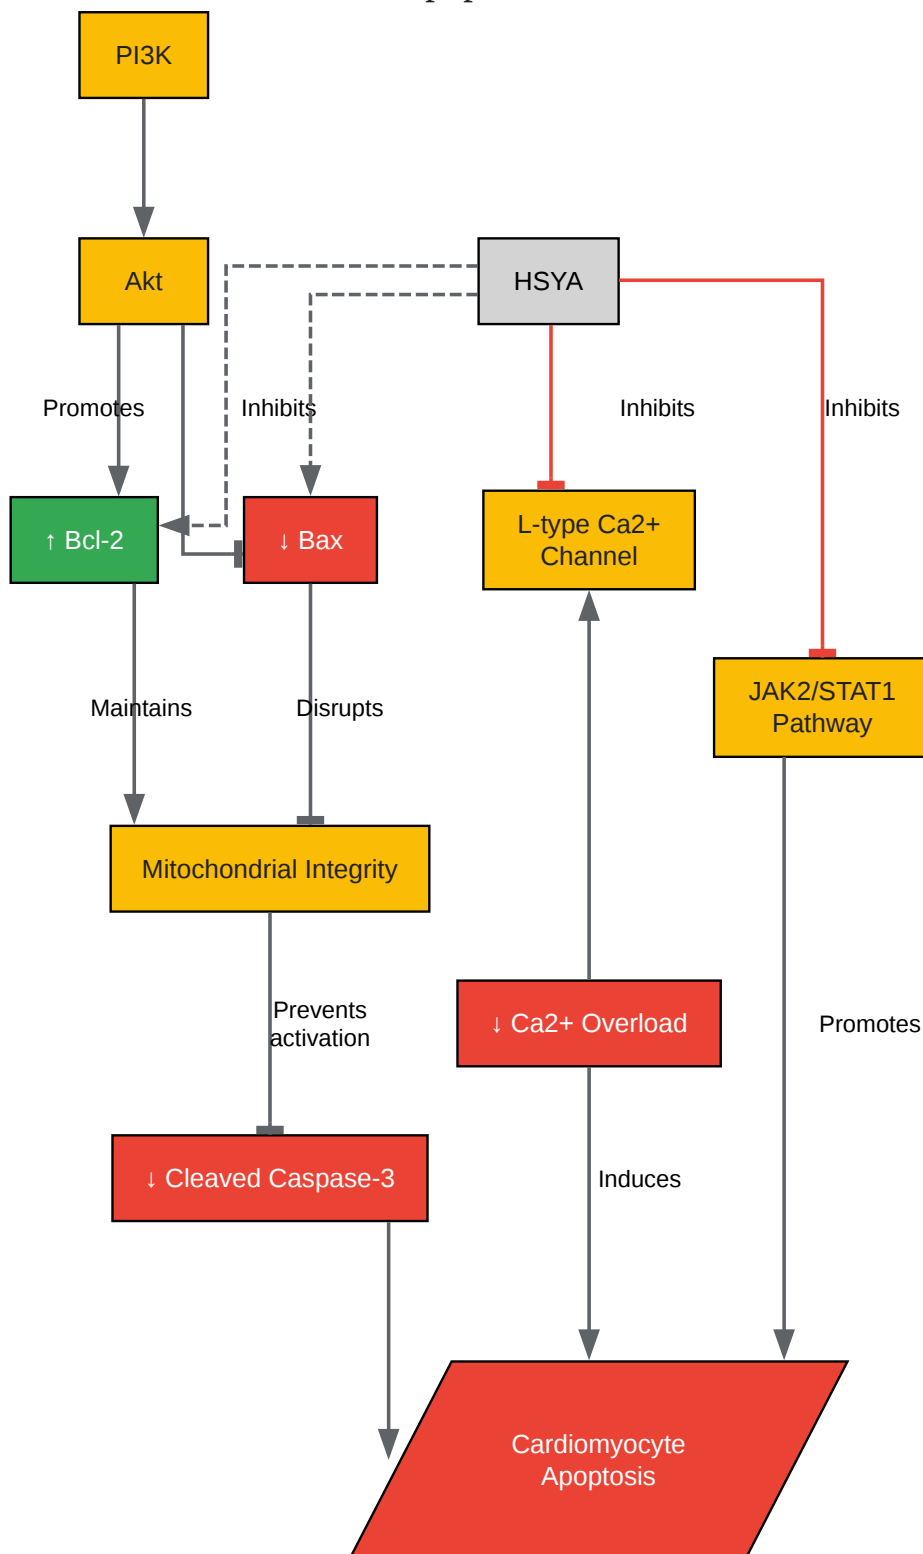 PI3K
Akt
HSYA
Promotes
Inhibits
Inhibits
Inhibits
↑ Bcl-2
↓ Bax
L-type Ca2+
Channel
JAK2/STAT1
Pathway
Maintains
Disrupts
Mitochondrial Integrity
Prevents
activation
↓ Ca2+ Overload
Promotes
↓ Cleaved Caspase-3
Induces
Cardiomyocyte
Apoptosis